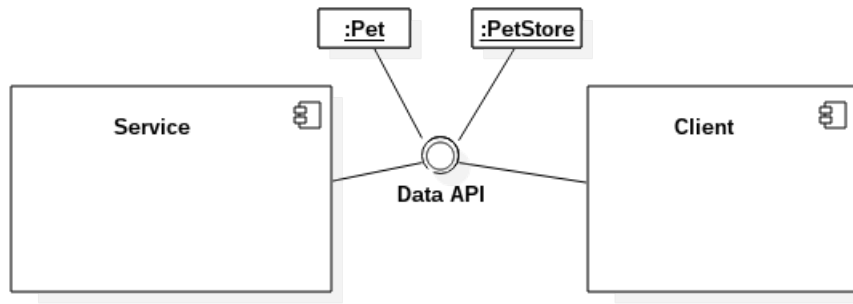 :Pet
:PetStore
Service
Client
Data API